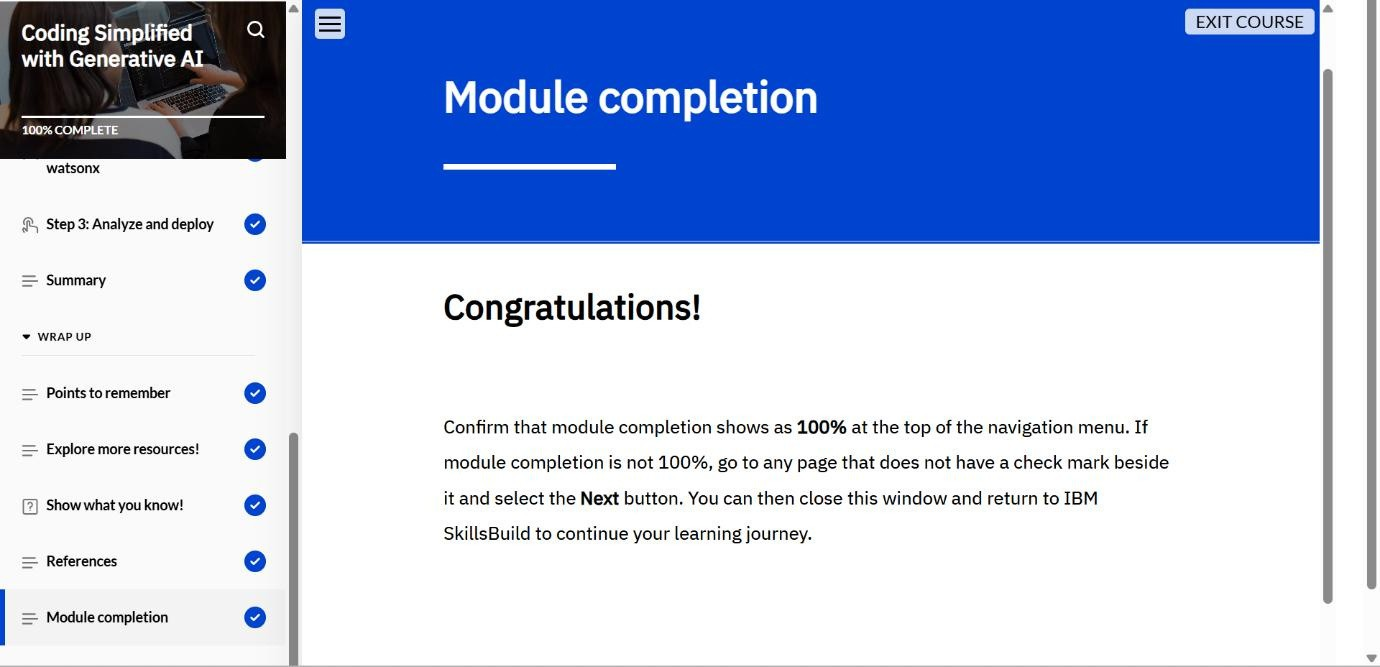 Coding Simplified
with Generative AI
100% COMPLETE
watsonx
Step 3: Analyze and deploy
Summary
WRAP UP
Points to remember
Explore more resources!
Show what you know!
References
Module completion
EXIT COURSE
Module completion
Congratulations!
Confirm that module completion shows as 100% at the top of the navigation menu. If
module completion is not 100%, go to any page that does not have a check mark beside
it and select the Next button. You can then close this window and return to IBM
SkillsBuild to continue your learning journey.